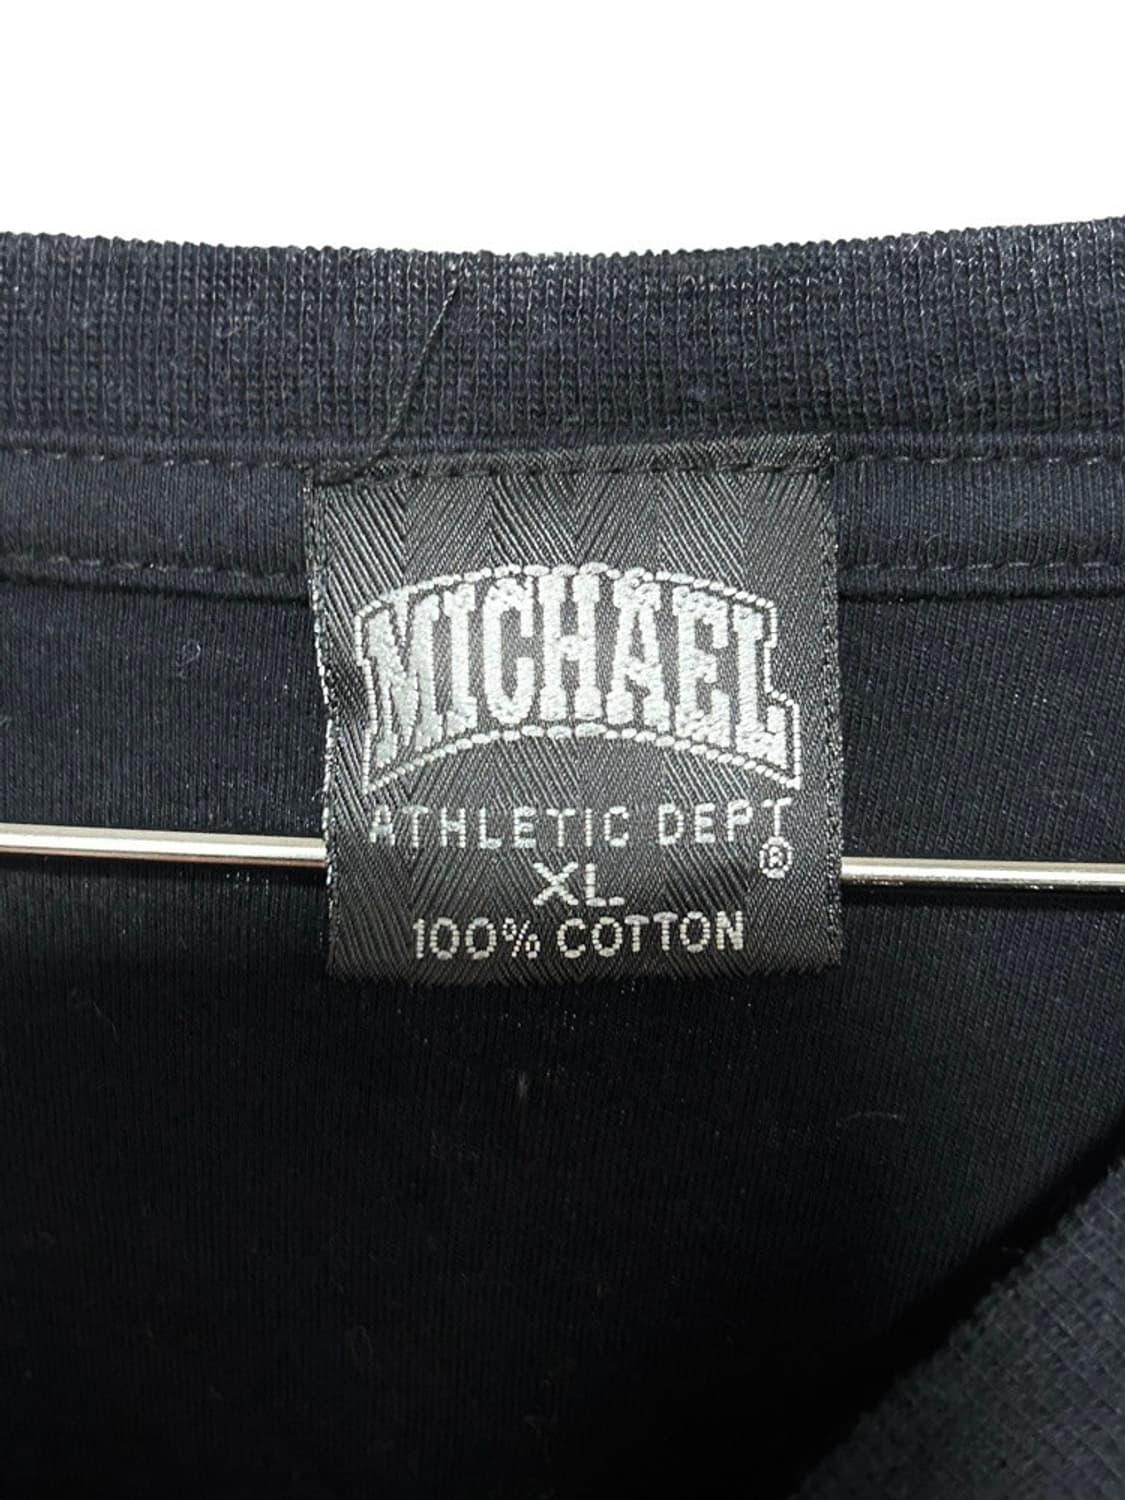 MICHAEL
ATHLETIC DEPT
®
XL
100% COTTON